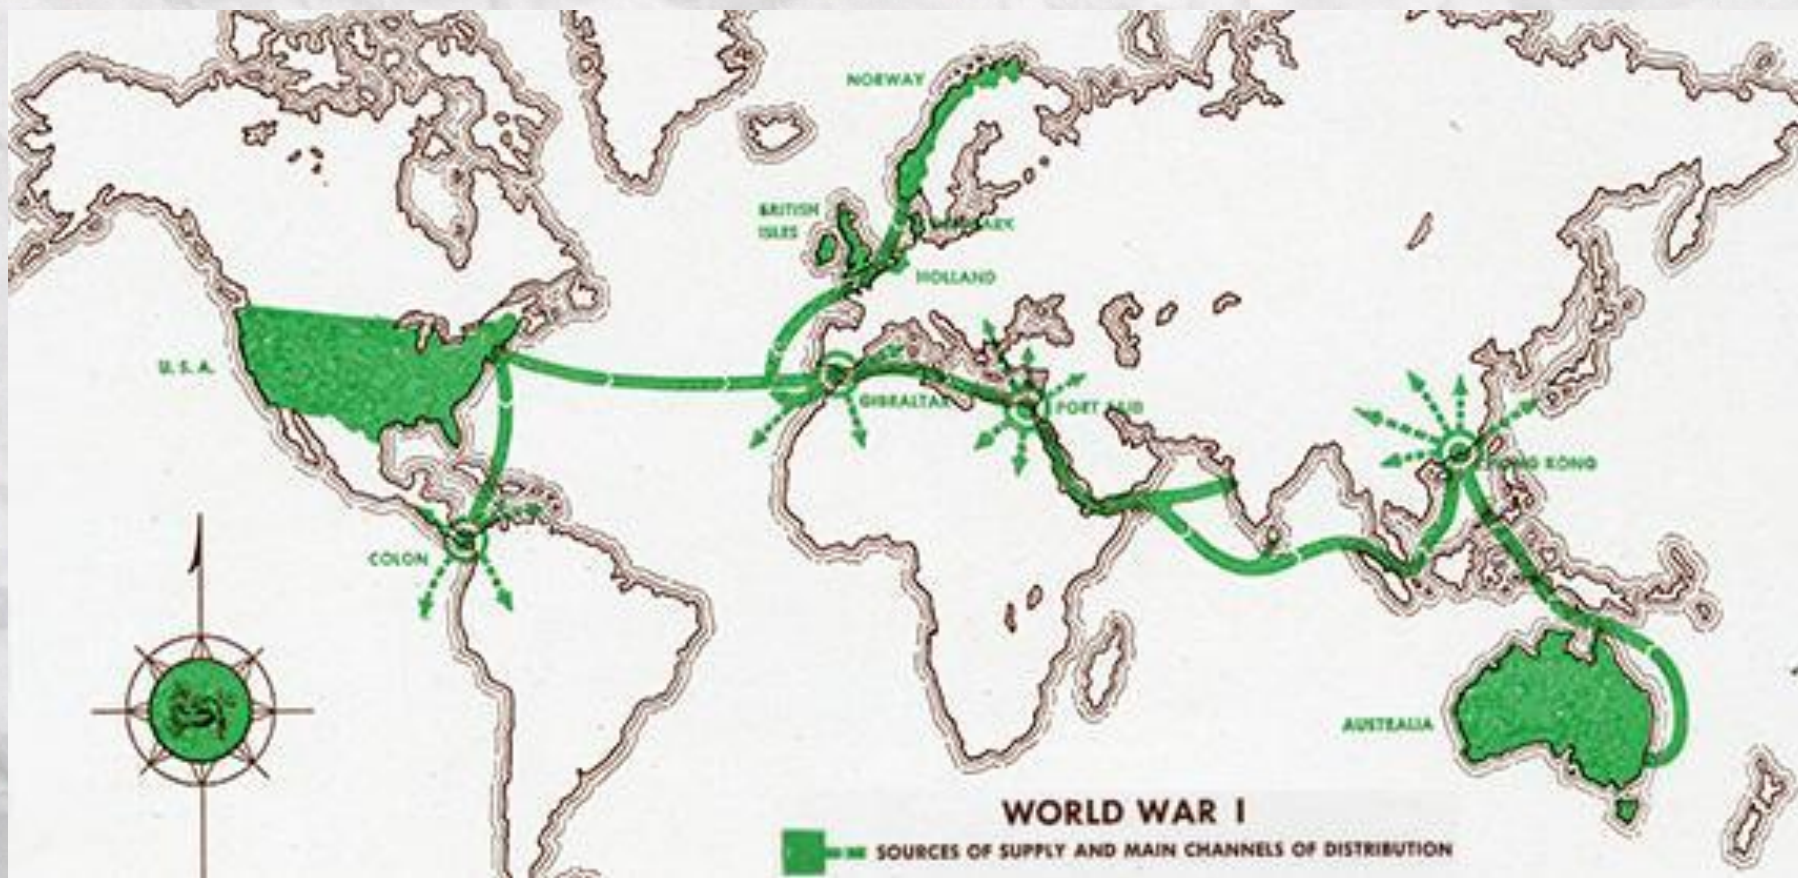 NORWAY
BRITISH
ISLES
DENMARK
HOLLAND
U. S. A.
GIBRALTAR
PORT SAID
HONG KONG
COLON
AUSTRALIA
WORLD WAR I
SOURCES OF SUPPLY AND MAIN CHANNELS OF DISTRIBUTION